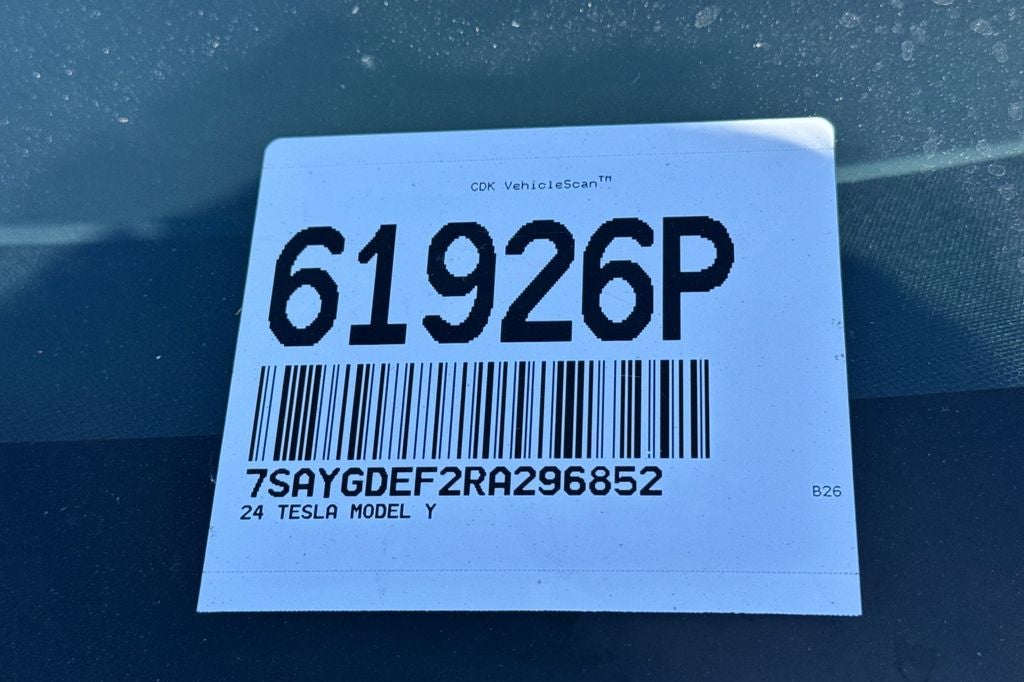 CDK VehicleScan™
61926P
7SAYGDEF2RA296852
B26
24 TESLA MODEL Y